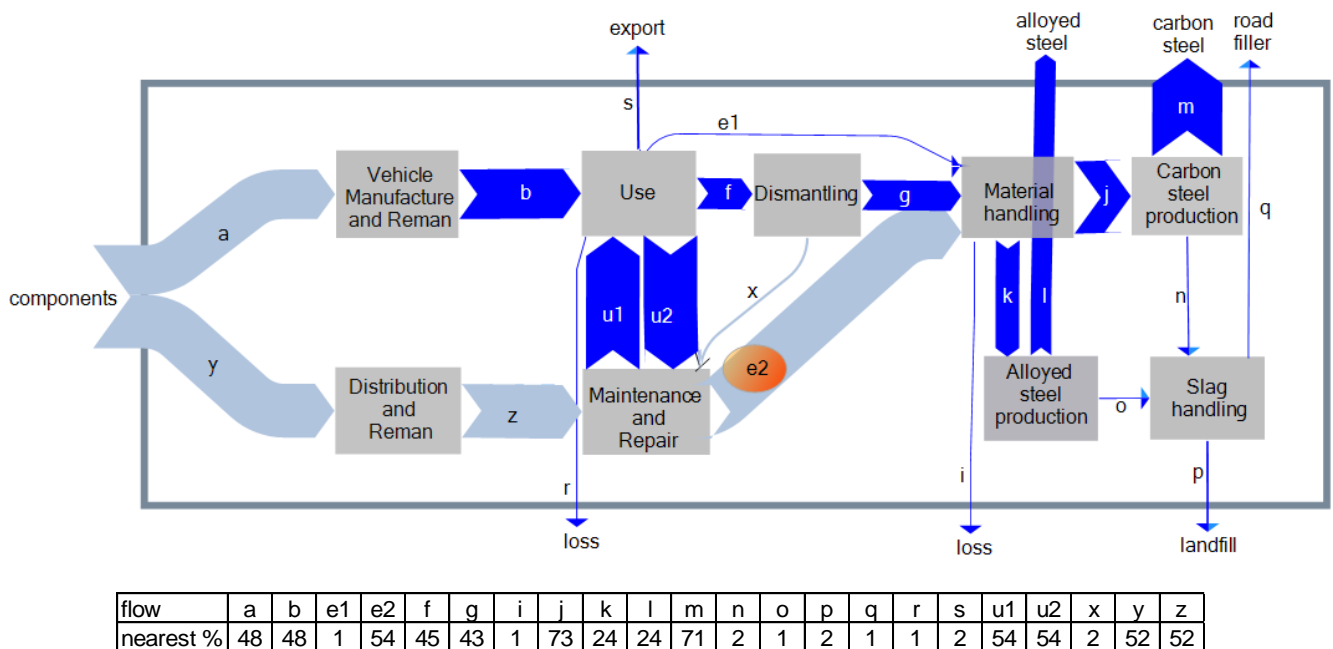 export
alloyed
steel
carbon
steel
road
filler
s
e1
m
Vehicle
Manufacture
and Reman
b
Use
f
Dismantling
g
Material
handling
j
Carbon
steel
production
q
a
components
u1
u2
x
k
l
n
y
e2
Distribution
and
Reman
z
Maintenance
and
Repair
Alloyed
steel
production
o
Slag
handling
r
i
p
loss
loss
landfill
flow a b e1 e2 f g i j k l m n o p q r s u1 u2 x y z
nearest % 48 48 1 54 45 43 1 73 24 24 71 2 1 2 1 1 2 54 54 2 52 52